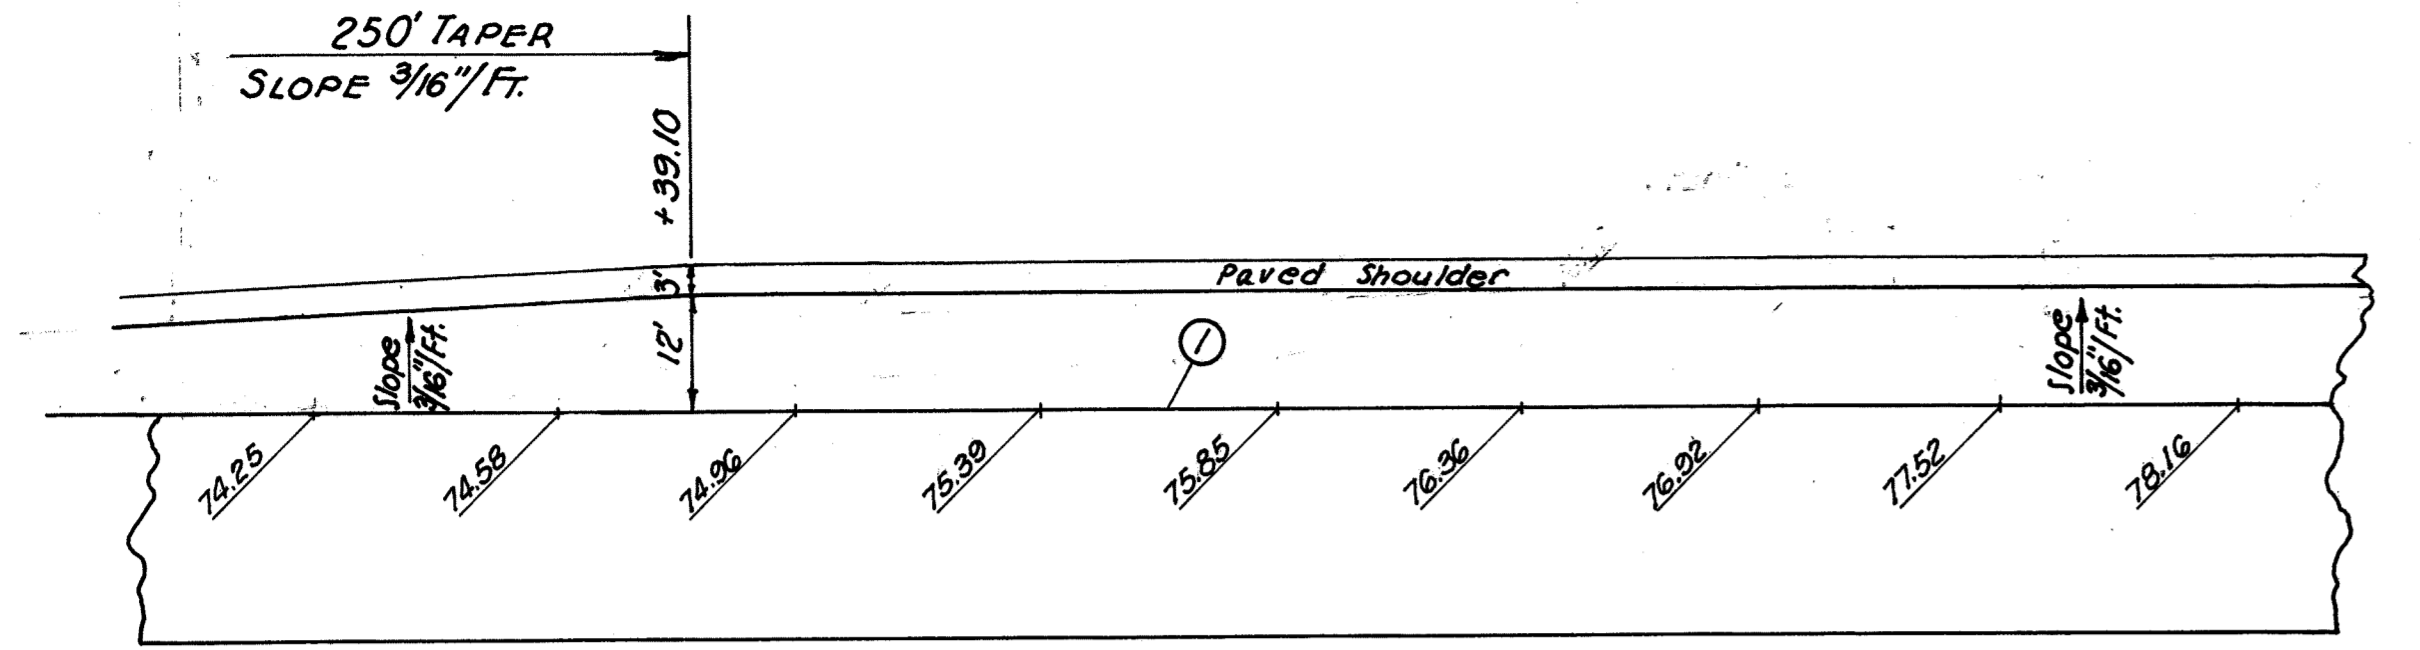 250' TAPER
SLOPE 3/16"/FT.
+39.10
3'
Paved Shoulder
12'
1
Slope
3/16"/Ft.
Slope
3/16"/Ft.
74.25
74.58
74.96
75.39
75.85
76.36
76.92
77.52
78.16